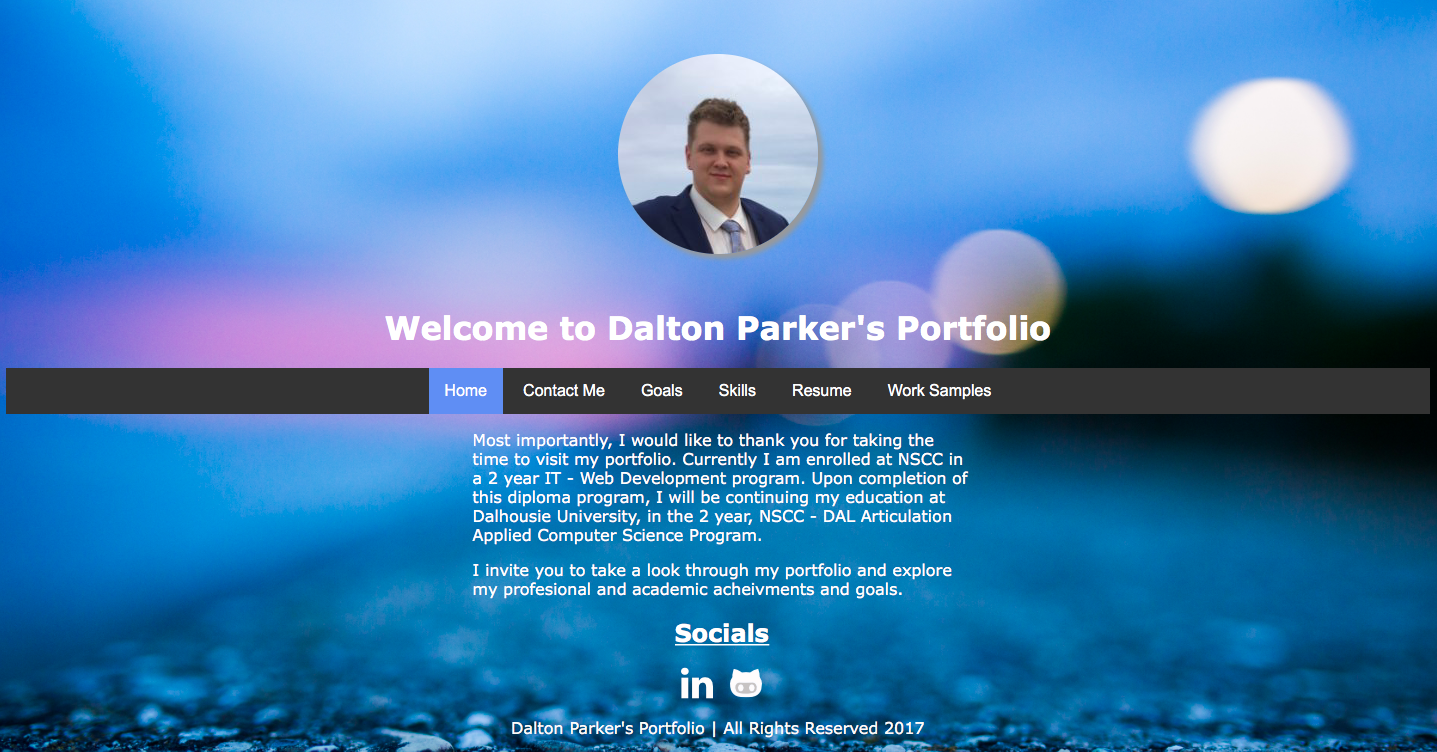 Welcome to Dalton Parker's Portfolio
Home Contact Me Goals Skills Resume Work Samples
Most importantly, I would like to thank you for taking the
time to visit my portfolio. Currently I am enrolled at NSCC in
a 2 year IT - Web Development program. Upon completion of
this diploma program, I will be continuing my education at
Dalhousie University, in the 2 year, NSCC - DAL Articulation
Applied Computer Science Program.
I invite you to take a look through my portfolio and explore
my profesional and academic acheivments and goals.
Socials
in
Dalton Parker's Portfolio | All Rights Reserved 2017